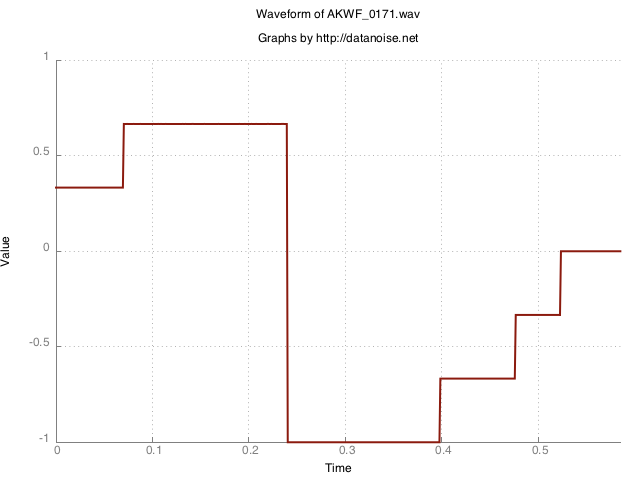 Waveform of AKWF_0171.wav
Graphs by http://datanoise.net
1
0.5
0
-0.5
-1
Value
0 0.1 0.2 0.3 0.4 0.5
Time